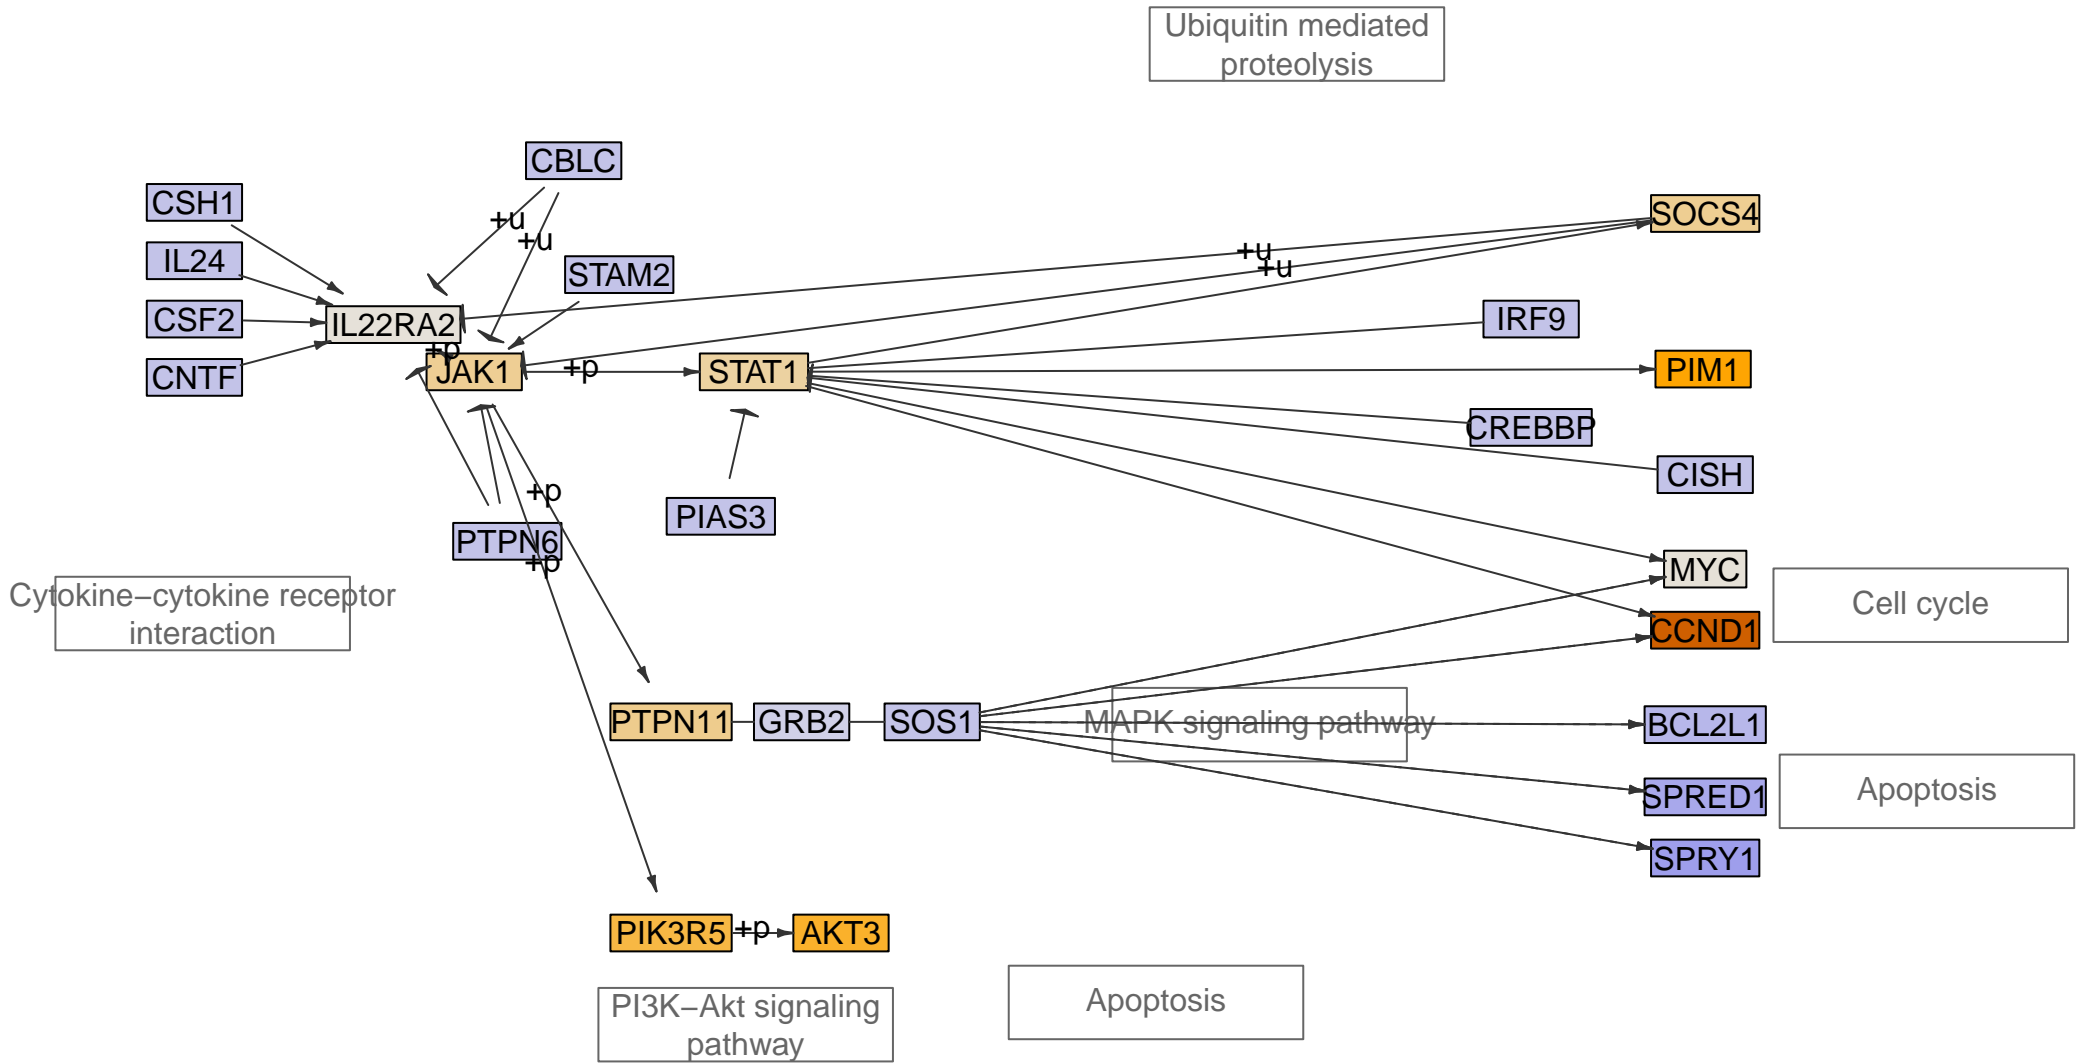 Ubiquitin mediated
proteolysis
CBLC
CSH1
SOCS4
+u
+u
+u
IL24
+u
STAM2
CSF2
IL22RA2
IRF9
+p
CNTF
JAK1
+p
STAT1
PIM1
CREBBP
CISH
+p
PIAS3
PTPN6
+p
MYC
Cytokine−cytokine receptor
interaction
Cell cycle
CCND1
PTPN11
GRB2
SOS1
MAPK signaling pathway
BCL2L1
SPRED1
Apoptosis
SPRY1
PIK3R5
+p
AKT3
PI3K−Akt signaling
pathway
Apoptosis